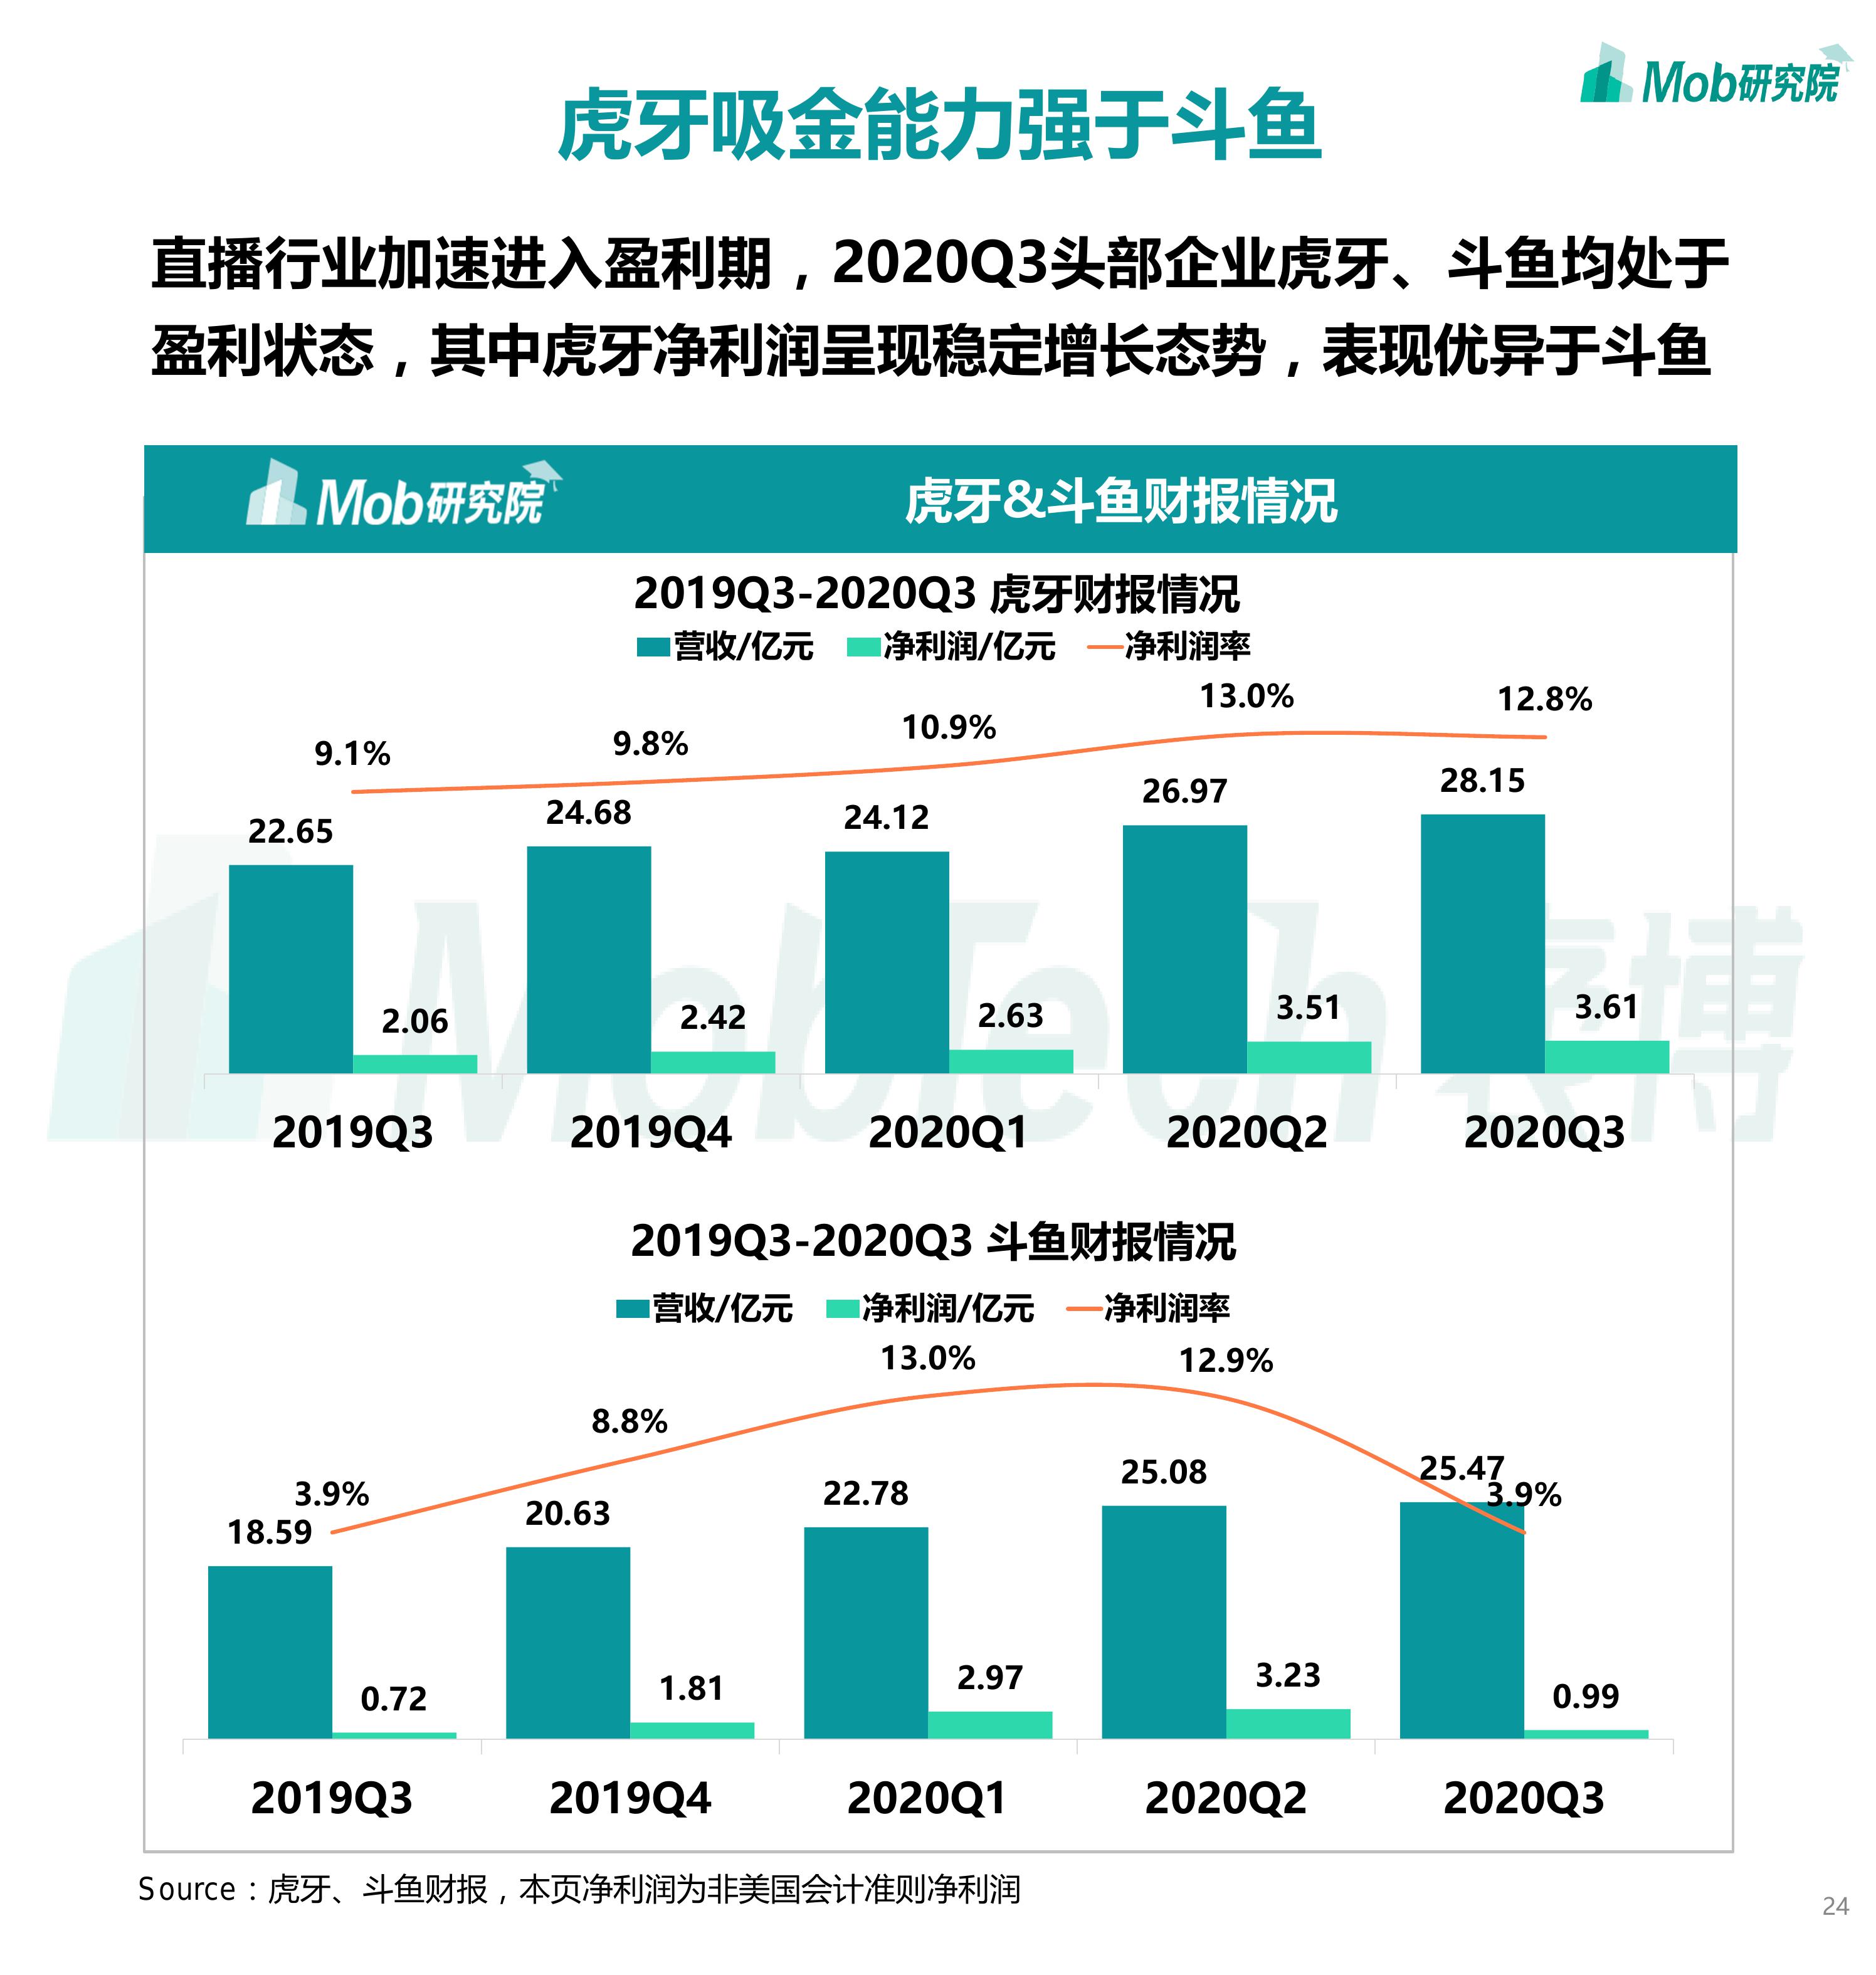 Mob研究院
虎牙吸金能力强于斗鱼
直播行业加速进入盈利期，2020Q3头部企业虎牙、斗鱼均处于
盈利状态，其中虎牙净利润呈现稳定增长态势，表现优异于斗鱼
Mob研究院 虎牙&斗鱼财报情况
2019Q3-2020Q3 虎牙财报情况
营收/亿元 净利润/亿元 净利润率
9.1% 9.8% 10.9% 13.0% 12.8%
22.65 24.68 24.12 26.97 28.15
2.06 2.42 2.63 3.51 3.61
2019Q3 2019Q4 2020Q1 2020Q2 2020Q3
MobTech 袤博
2019Q3-2020Q3 斗鱼财报情况
营收/亿元 净利润/亿元 净利润率
3.9% 8.8% 13.0% 12.9% 3.9%
18.59 20.63 22.78 25.08 25.47
0.72 1.81 2.97 3.23 0.99
2019Q3 2019Q4 2020Q1 2020Q2 2020Q3
Source：虎牙、斗鱼财报，本页净利润为非美国会计准则净利润
24